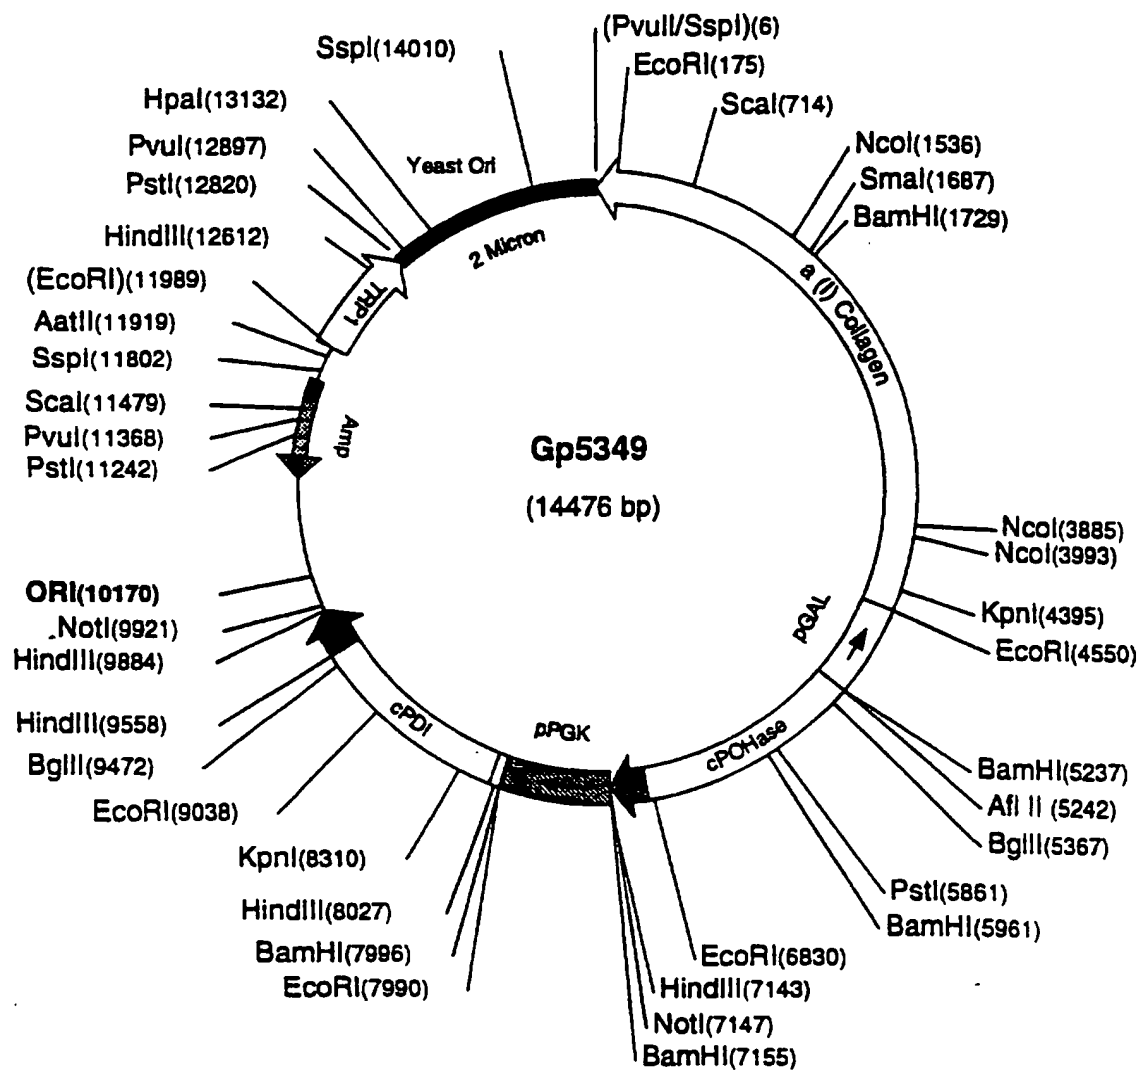 (PvuII/SspI)(6)
EcoRI(175)
ScaI(714)
NcoI(1536)
SmaI(1687)
BamHI(1729)
a (I) Collagen
NcoI(3885)
NcoI(3993)
KpnI(4395)
EcoRI(4550)
pGAL
BamHI(5237)
Afl II (5242)
BglII(5367)
cPOHase
PstI(5861)
BamHI(5961)
EcoRI(6830)
HindIII(7143)
NotI(7147)
BamHI(7155)
pPGK
EcoRI(7990)
BamHI(7996)
HindIII(8027)
KpnI(8310)
EcoRI(9038)
cPDI
BglII(9472)
HindIII(9558)
HindIII(9884)
NotI(9921)
ORI(10170)
PstI(11242)
PvuI(11368)
ScaI(11479)
Amp
SspI(11802)
AatII(11919)
(EcoRI)(11989)
TRP1
HindIII(12612)
PstI(12820)
PvuI(12897)
HpaI(13132)
Yeast Ori
2 Micron
SspI(14010)
Gp5349
(14476 bp)